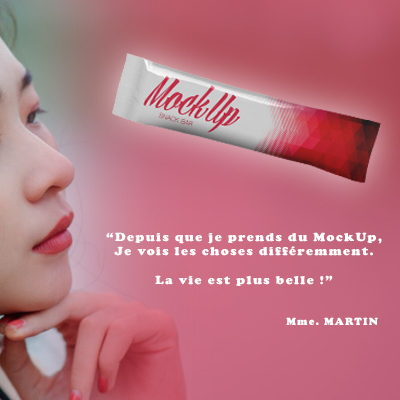 MockUp
SNACK BAR
“Depuis que je prends du MockUp,
Je vois les choses différemment.
La vie est plus belle !”
Mme. MARTIN